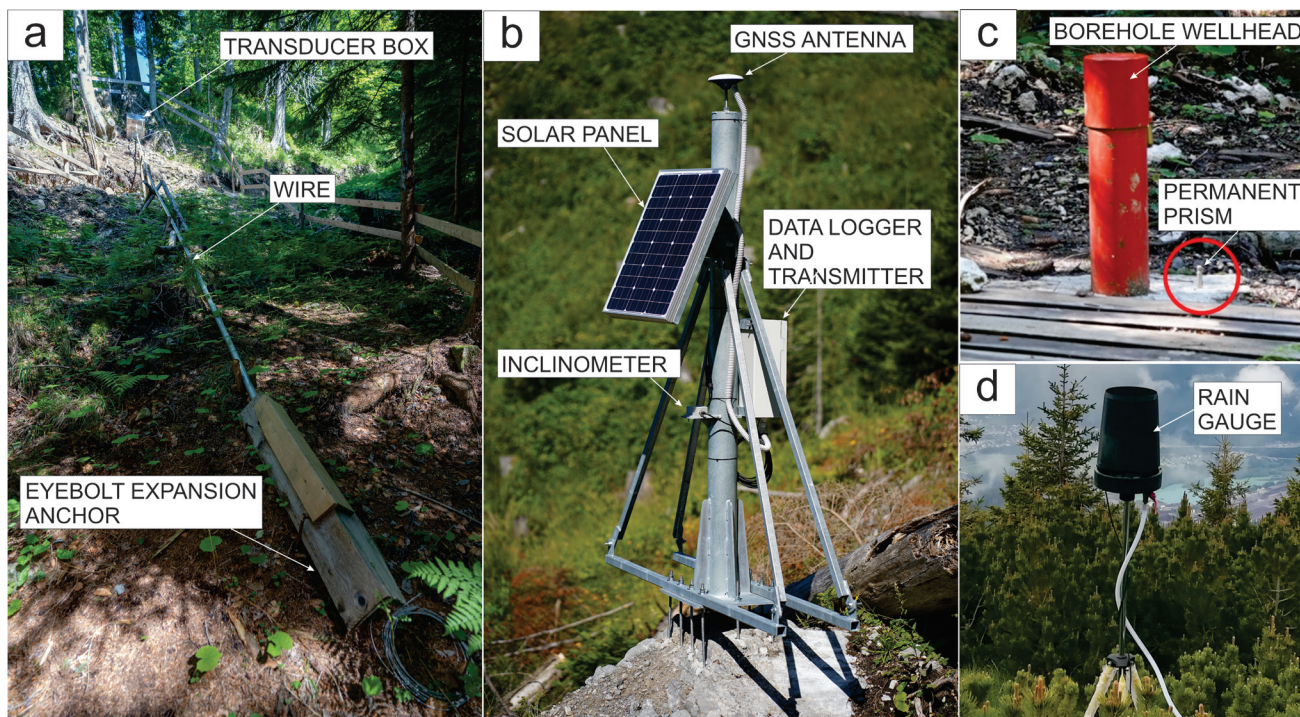 a
TRANSDUCER BOX
WIRE
EYEBOLT EXPANSION
ANCHOR
b
GNSS ANTENNA
SOLAR PANEL
DATA LOGGER
AND
TRANSMITTER
INCLINOMETER
c
BOREHOLE WELLHEAD
PERMANENT
PRISM
d
RAIN
GAUGE